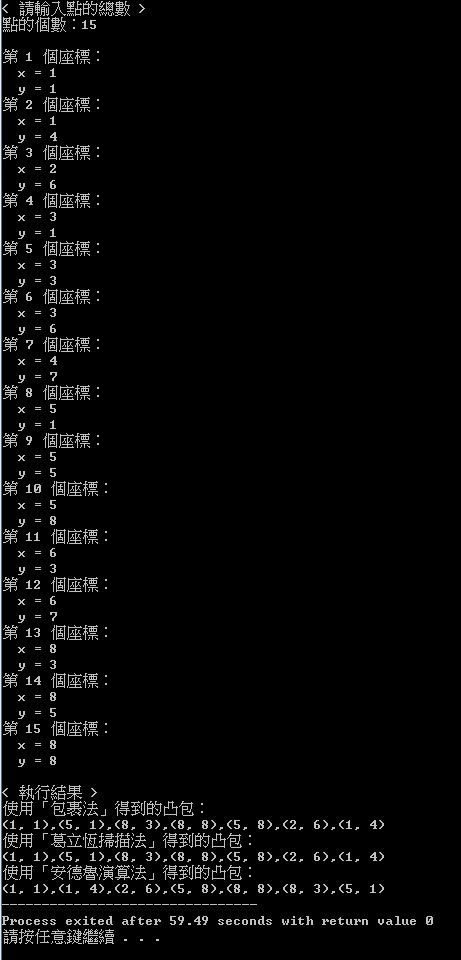 < 請輸入點的總數 >
點的個數：15

第 1 個座標：
  x = 1
  y = 1
第 2 個座標：
  x = 1
  y = 4
第 3 個座標：
  x = 2
  y = 6
第 4 個座標：
  x = 3
  y = 1
第 5 個座標：
  x = 3
  y = 3
第 6 個座標：
  x = 3
  y = 6
第 7 個座標：
  x = 4
  y = 7
第 8 個座標：
  x = 5
  y = 1
第 9 個座標：
  x = 5
  y = 5
第 10 個座標：
  x = 5
  y = 8
第 11 個座標：
  x = 6
  y = 3
第 12 個座標：
  x = 6
  y = 7
第 13 個座標：
  x = 8
  y = 3
第 14 個座標：
  x = 8
  y = 5
第 15 個座標：
  x = 8
  y = 8

< 執行結果 >
使用「包裹法」得到的凸包：
(1, 1),(5, 1),(8, 3),(8, 8),(5, 8),(2, 6),(1, 4)
使用「葛立恆掃描法」得到的凸包：
(1, 1),(5, 1),(8, 3),(8, 8),(5, 8),(2, 6),(1, 4)
使用「安德魯演算法」得到的凸包：
(1, 1),(1, 4),(2, 6),(5, 8),(8, 8),(8, 3),(5, 1)
--------------------------------
Process exited after 59.49 seconds with return value 0
請按任意鍵繼續 . . .